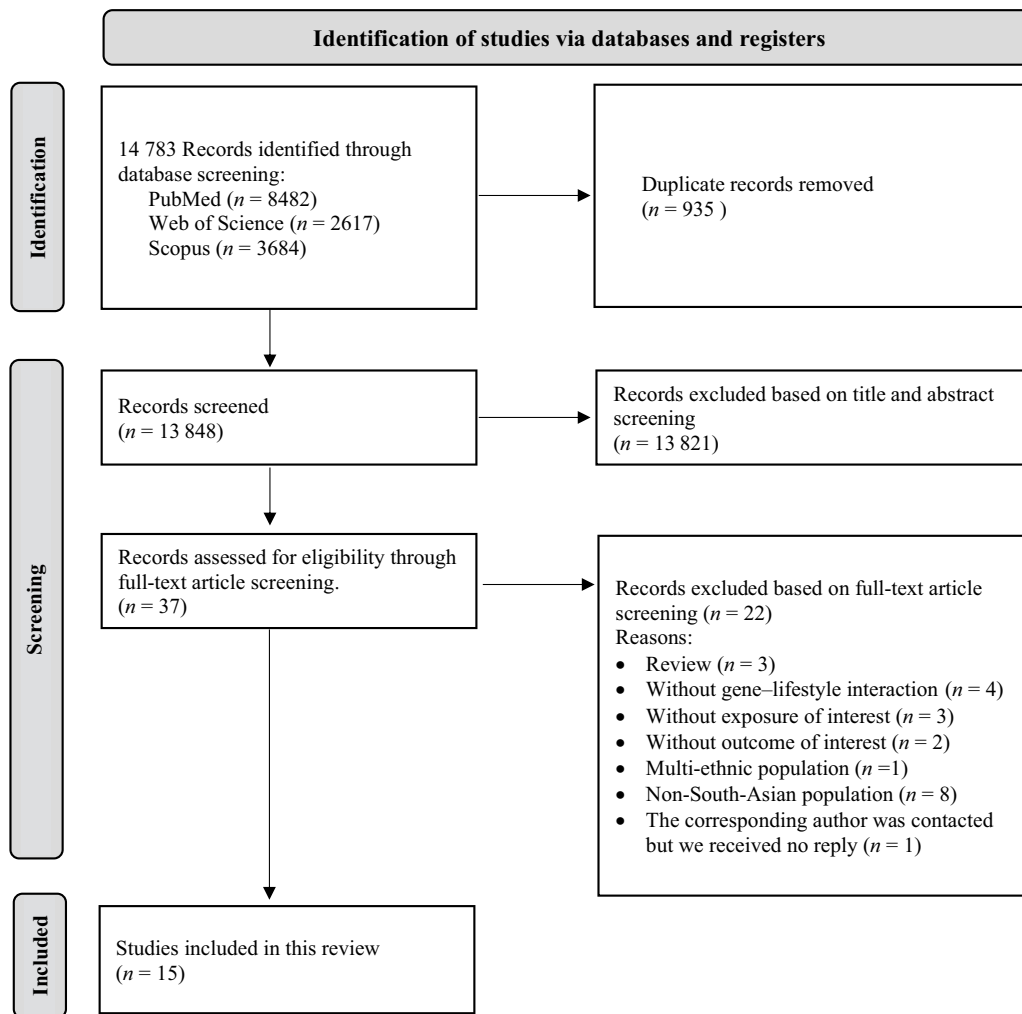 Identification of studies via databases and registers
Identification
14 783 Records identified through
database screening:
PubMed (n = 8482)
Web of Science (n = 2617)
Scopus (n = 3684)
Duplicate records removed
(n = 935 )
Screening
Records screened
(n = 13 848)
Records excluded based on title and abstract
screening
(n = 13 821)
Records assessed for eligibility through
full-text article screening.
(n = 37)
Records excluded based on full-text article
screening (n = 22)
Reasons:
• Review (n = 3)
• Without gene–lifestyle interaction (n = 4)
• Without exposure of interest (n = 3)
• Without outcome of interest (n = 2)
• Multi-ethnic population (n =1)
• Non-South-Asian population (n = 8)
• The corresponding author was contacted
but we received no reply (n = 1)
Included
Studies included in this review
(n = 15)